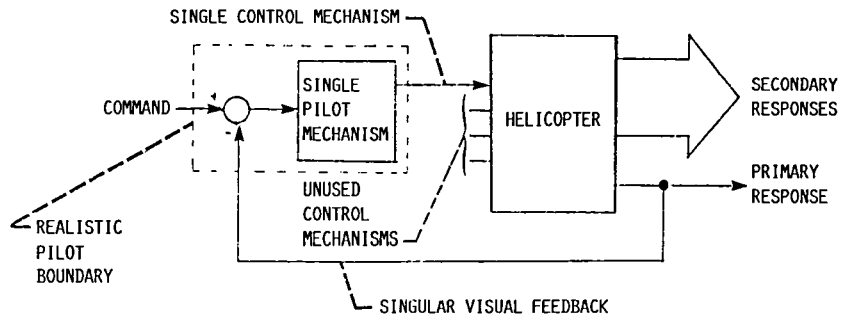 SINGLE CONTROL MECHANISM
COMMAND
+
-
SINGLE
PILOT
MECHANISM
HELICOPTER
SECONDARY
RESPONSES
PRIMARY
RESPONSE
UNUSED
CONTROL
MECHANISMS
REALISTIC
PILOT
BOUNDARY
SINGULAR VISUAL FEEDBACK